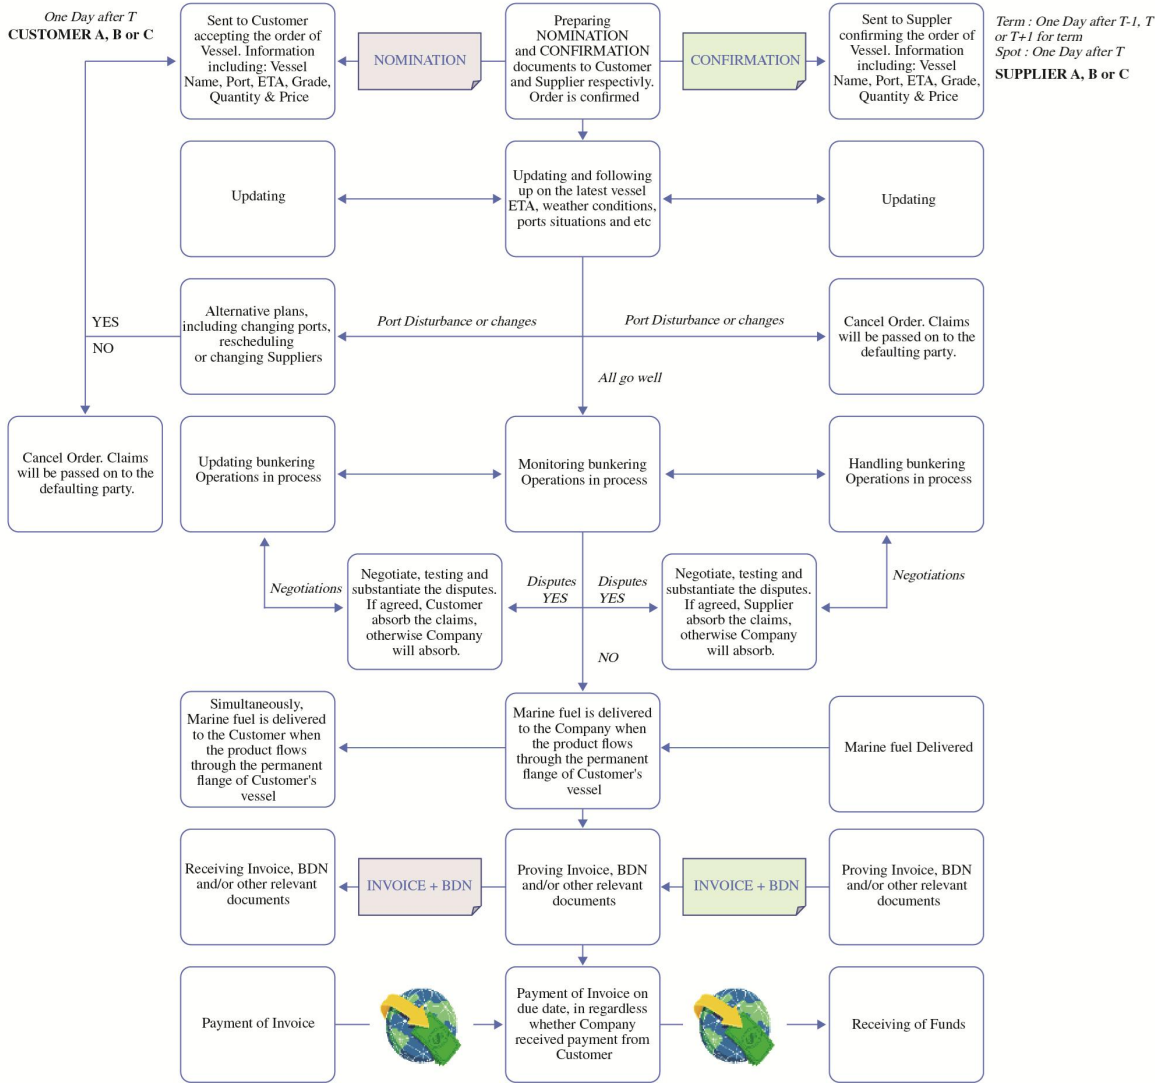 One Day after T
CUSTOMER A, B or C
Sent to Customer
accepting the order of
Vessel. Information
including: Vessel
Name, Port, ETA, Grade,
Quantity & Price
NOMINATION
Preparing
NOMINATION
and CONFIRMATION
documents to Customer
and Supplier respectivly.
Order is confirmed
CONFIRMATION
Sent to Suppler
confirming the order of
Vessel. Information
including: Vessel
Name, Port, ETA, Grade,
Quantity & Price
Term : One Day after T-1, T
or T+1 for term
Spot : One Day after T
SUPPLIER A, B or C
Updating
Updating and following
up on the latest vessel
ETA, weather conditions,
ports situations and etc
Updating
YES
NO
Alternative plans,
including changing ports,
rescheduling
or changing Suppliers
Port Disturbance or changes
Port Disturbance or changes
Cancel Order. Claims
will be passed on to the
defaulting party.
All go well
Cancel Order. Claims
will be passed on to the
defaulting party.
Updating bunkering
Operations in process
Monitoring bunkering
Operations in process
Handling bunkering
Operations in process
Negotiations
Negotiate, testing and
substantiate the disputes.
If agreed, Customer
absorb the claims,
otherwise Company
will absorb.
Disputes
YES
Disputes
YES
Negotiate, testing and
substantiate the disputes.
If agreed, Supplier
absorb the claims,
otherwise Company
will absorb.
Negotiations
NO
Simultaneously,
Marine fuel is delivered
to the Customer when
the product flows
through the permanent
flange of Customer's
vessel
Marine fuel is delivered
to the Company when
the product flows
through the permanent
flange of Customer's
vessel
Marine fuel Delivered
Receiving Invoice, BDN
and/or other relevant
documents
INVOICE + BDN
Proving Invoice, BDN
and/or other relevant
documents
INVOICE + BDN
Proving Invoice, BDN
and/or other relevant
documents
Payment of Invoice
Payment of Invoice on
due date, in regardless
whether Company
received payment from
Customer
Receiving of Funds